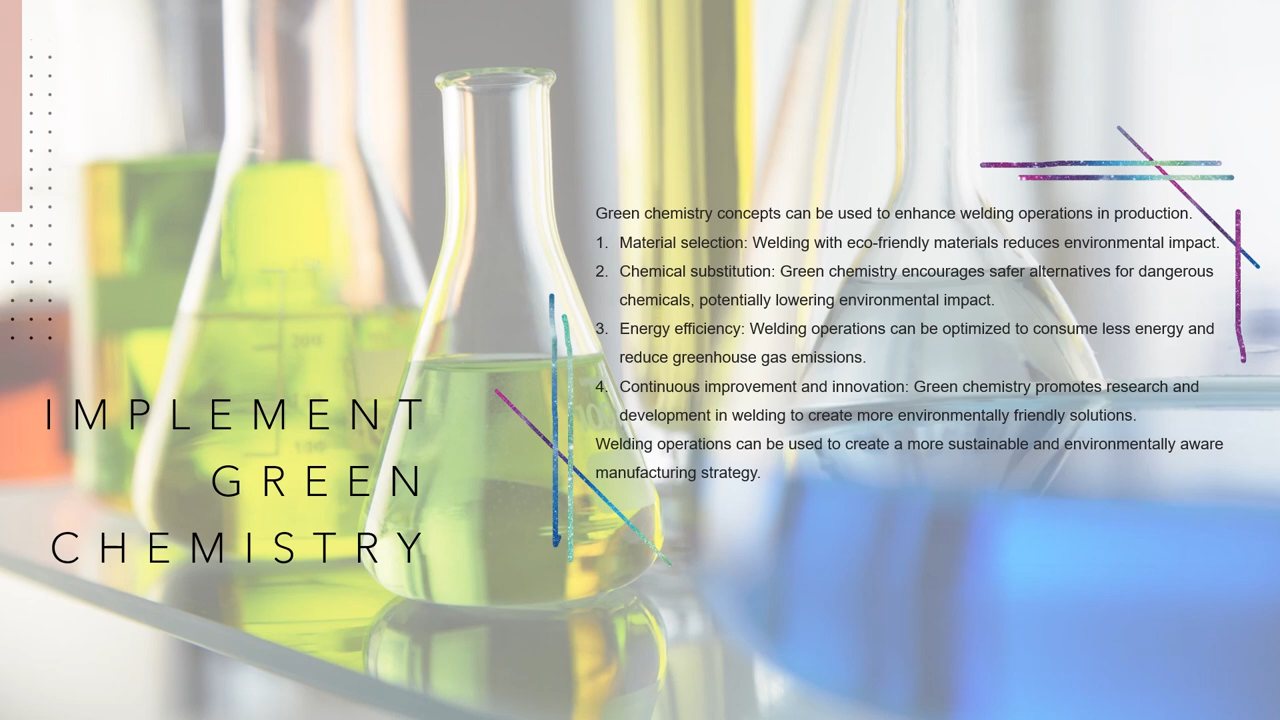 IMPLEMENT
GREEN
CHEMISTRY
Green chemistry concepts can be used to enhance welding operations in production.
1. Material selection: Welding with eco-friendly materials reduces environmental impact.
2. Chemical substitution: Green chemistry encourages safer alternatives for dangerous
chemicals, potentially lowering environmental impact.
3. Energy efficiency: Welding operations can be optimized to consume less energy and
reduce greenhouse gas emissions.
4. Continuous improvement and innovation: Green chemistry promotes research and
development in welding to create more environmentally friendly solutions.
Welding operations can be used to create a more sustainable and environmentally aware
manufacturing strategy.